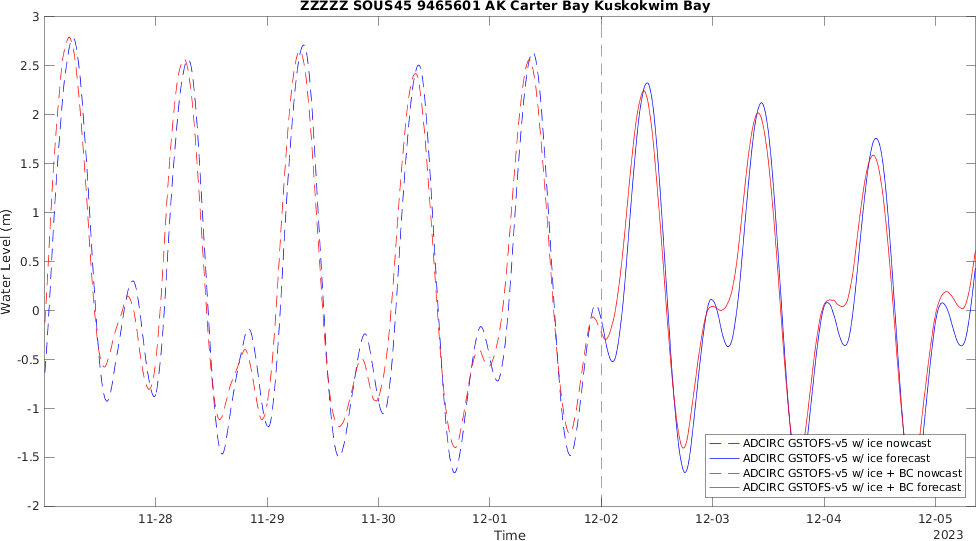 ZZZZZ SOUS45 9465601 AK Carter Bay Kuskokwim Bay
3
2.5
2
1.5
1
0.5
0
-0.5
-1
-1.5
-2
Water Level (m)
11-28
11-29
11-30
12-01
12-02
12-03
12-04
12-05
Time
2023
ADCIRC GSTOFS-v5 w/ ice nowcast
ADCIRC GSTOFS-v5 w/ ice forecast
ADCIRC GSTOFS-v5 w/ ice + BC nowcast
ADCIRC GSTOFS-v5 w/ ice + BC forecast